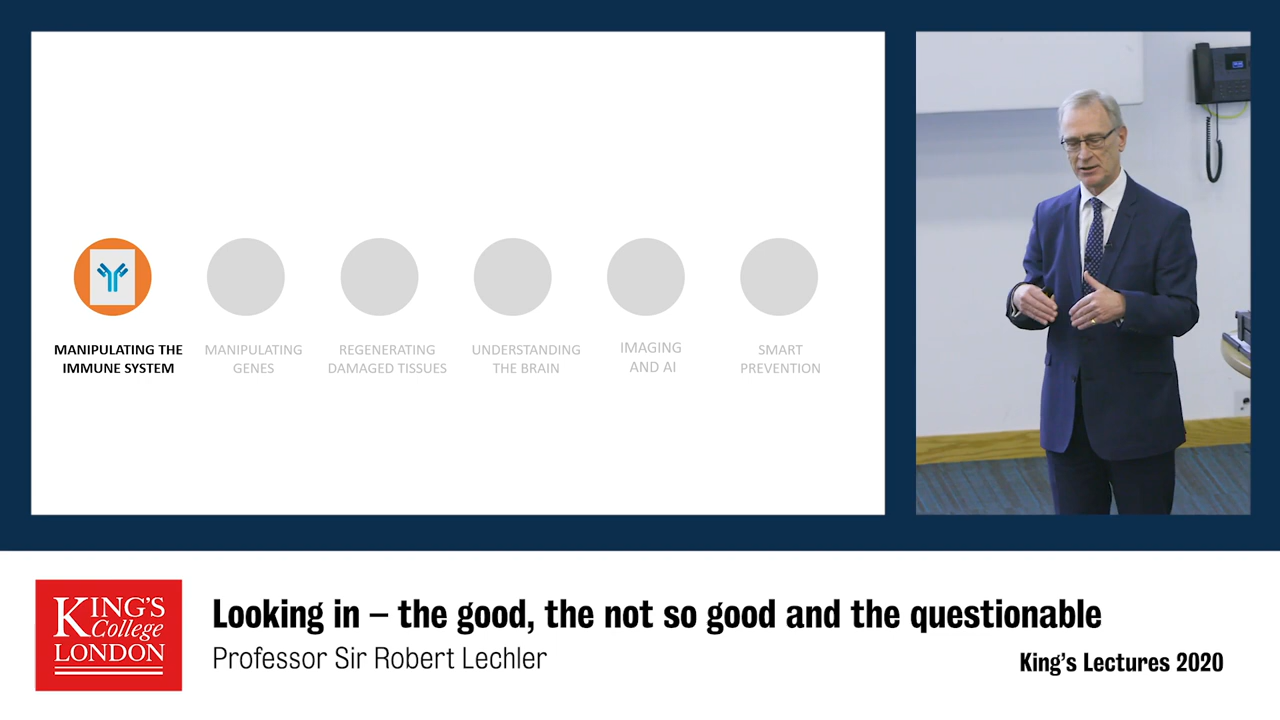 MANIPULATING THE
IMMUNE SYSTEM
MANIPULATING
GENES
REGENERATING
DAMAGED TISSUES
UNDERSTANDING
THE BRAIN
IMAGING
AND AI
SMART
PREVENTION
KING'S
College
LONDON
Looking in – the good, the not so good and the questionable
Professor Sir Robert Lechler
King's Lectures 2020